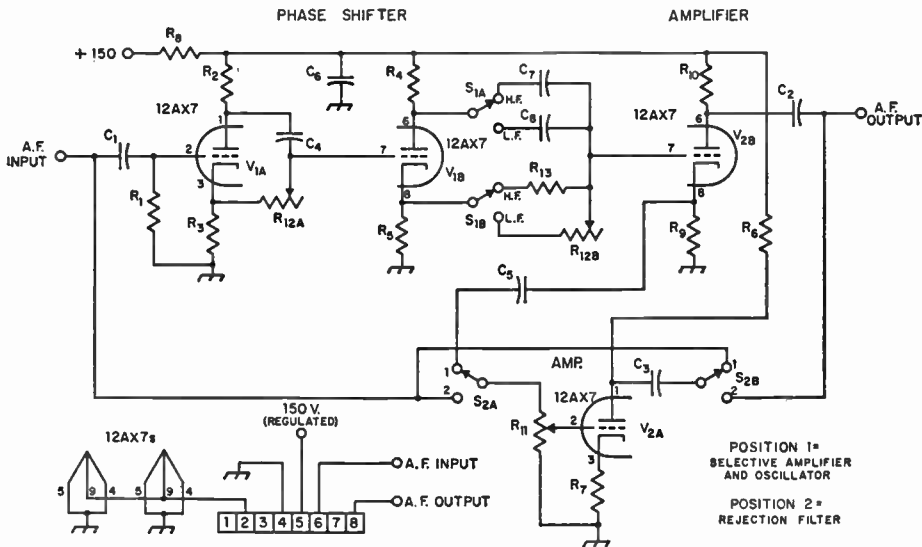 PHASE SHIFTER
AMPLIFIER
+150
R8
R2
C6
R4
S1A
H.F.
C7
R10
C2
A.F. OUTPUT
12AX7
1
C4
6
12AX7
L.F.
C8
6
12AX7
V2B
A.F. INPUT
C1
2
V1A
7
V1B
7
3
8
H.F.
R13
8
R1
R3
R12A
R5
S1B
L.F.
R12B
R9
R6
C5
AMP.
1
2
S2A
C3
1
2
S2B
150 V.
(REGULATED)
R11
12AX7
1
2
V2A
3
R7
12AX7s
5
9
4
5
9
4
A.F. INPUT
A.F. OUTPUT
1 2 3 4 5 6 7 8
POSITION 1=
SELECTIVE AMPLIFIER
AND OSCILLATOR
POSITION 2=
REJECTION FILTER